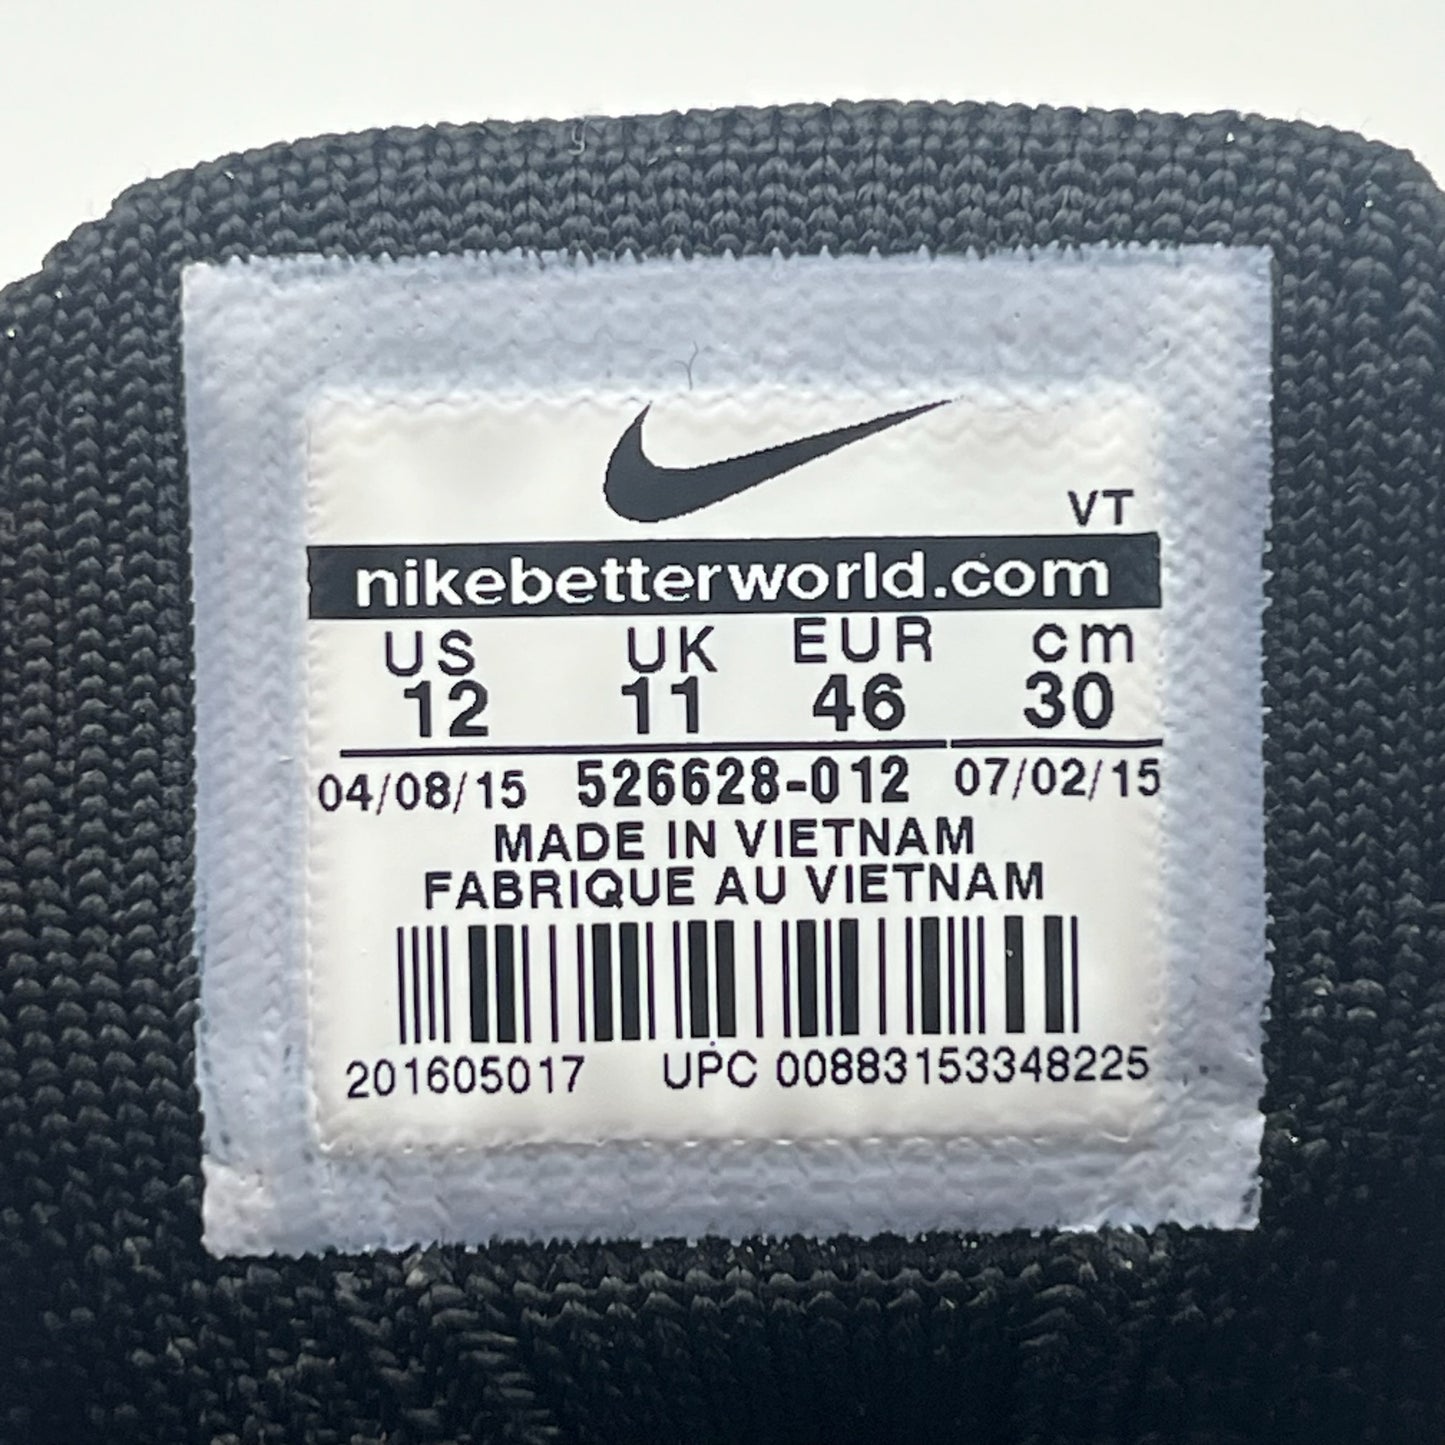 VT
nikebetterworld.com
US UK EUR cm
12 11 46 30
04/08/15 526628-012 07/02/15
MADE IN VIETNAM
FABRIQUE AU VIETNAM
201605017 UPC 00883153348225